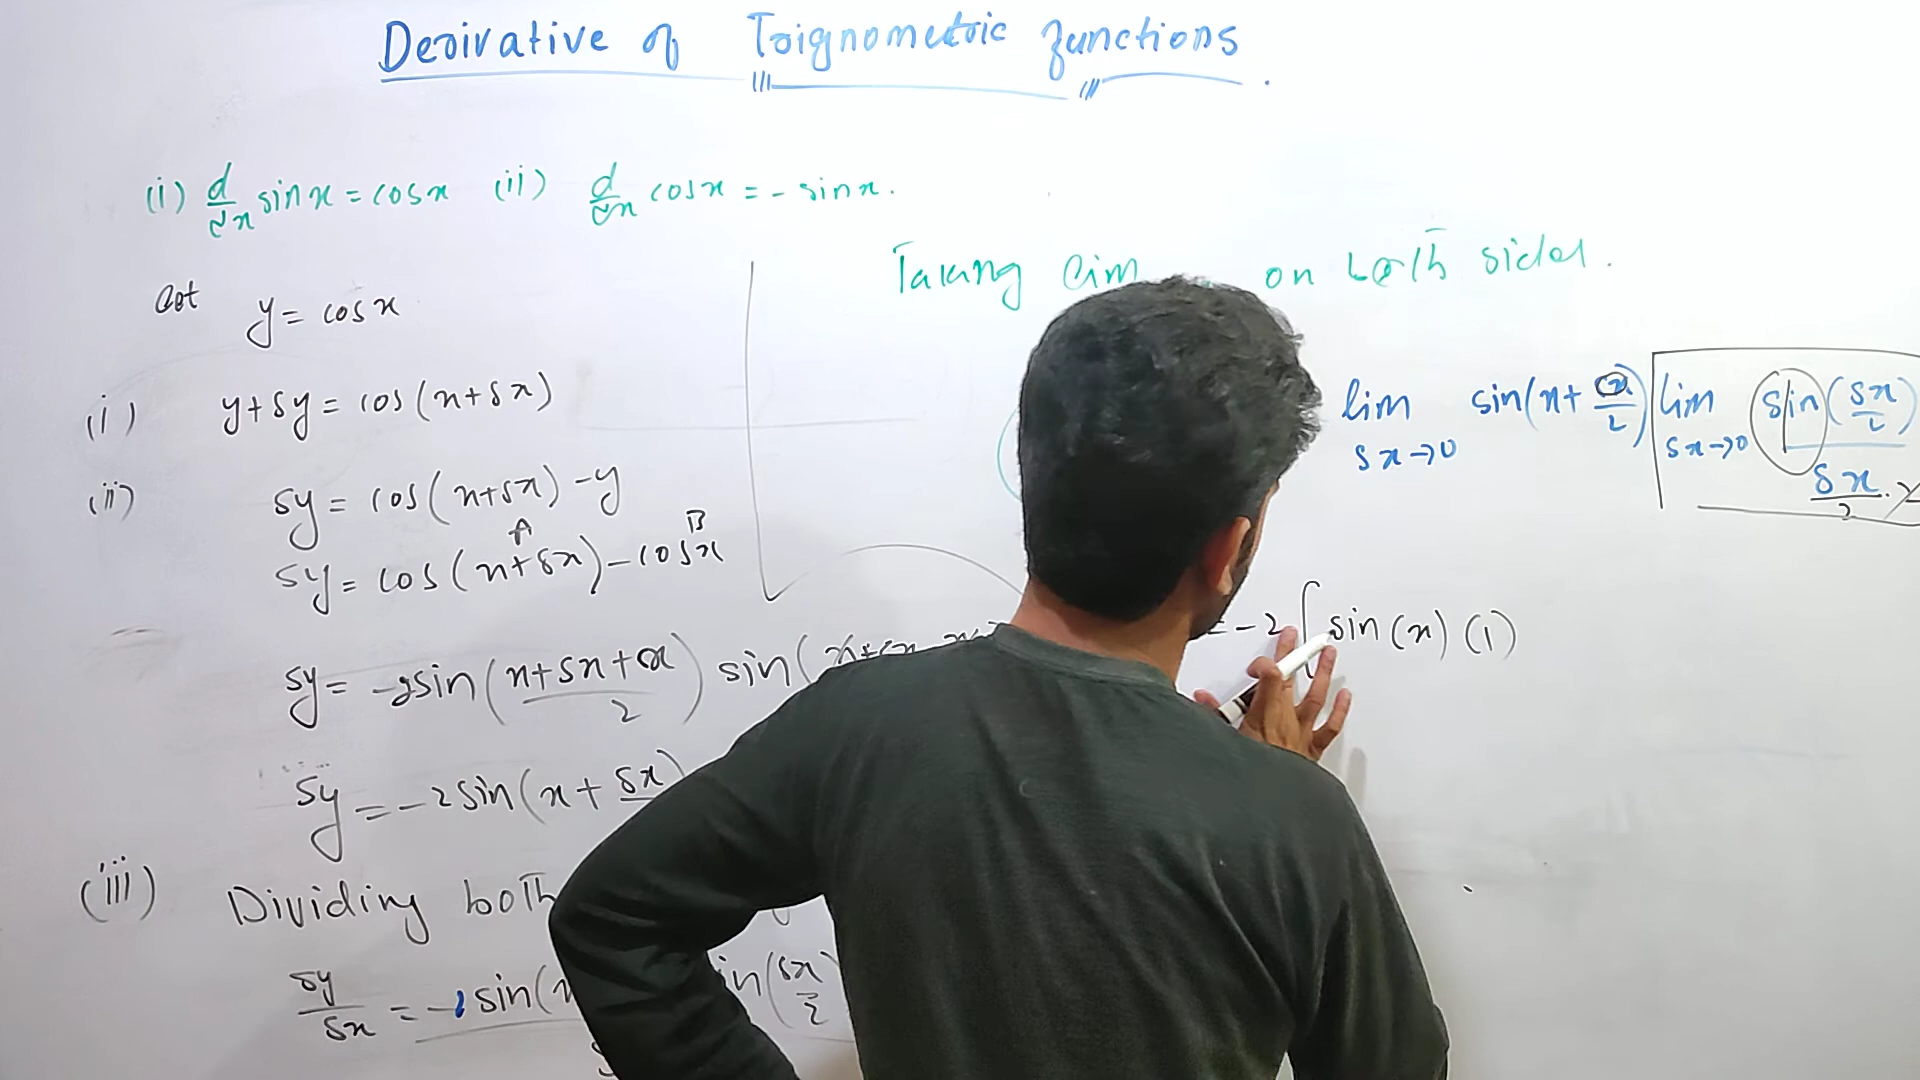 Derivative of Toignometric functions.
(i) d/dx sin x = cos x (ii) d/dx cos x = - sin x.
let y = cos x
(i) y + δy = cos (x + δx)
(ii) δy = cos (x + δx) - y
A B
δy = cos (x + δx) - cos x
δy = -2 sin (x + δx + x / 2) sin (
δy = -2 sin (x + δx
(iii) Dividing both
δy/δx = - sin ( in (δx/2
Taking lim on both sides.
lim δx→0 sin (x + /2) lim δx→0 sin (δx/2) / δx/2
= -2 [sin (x) (1)